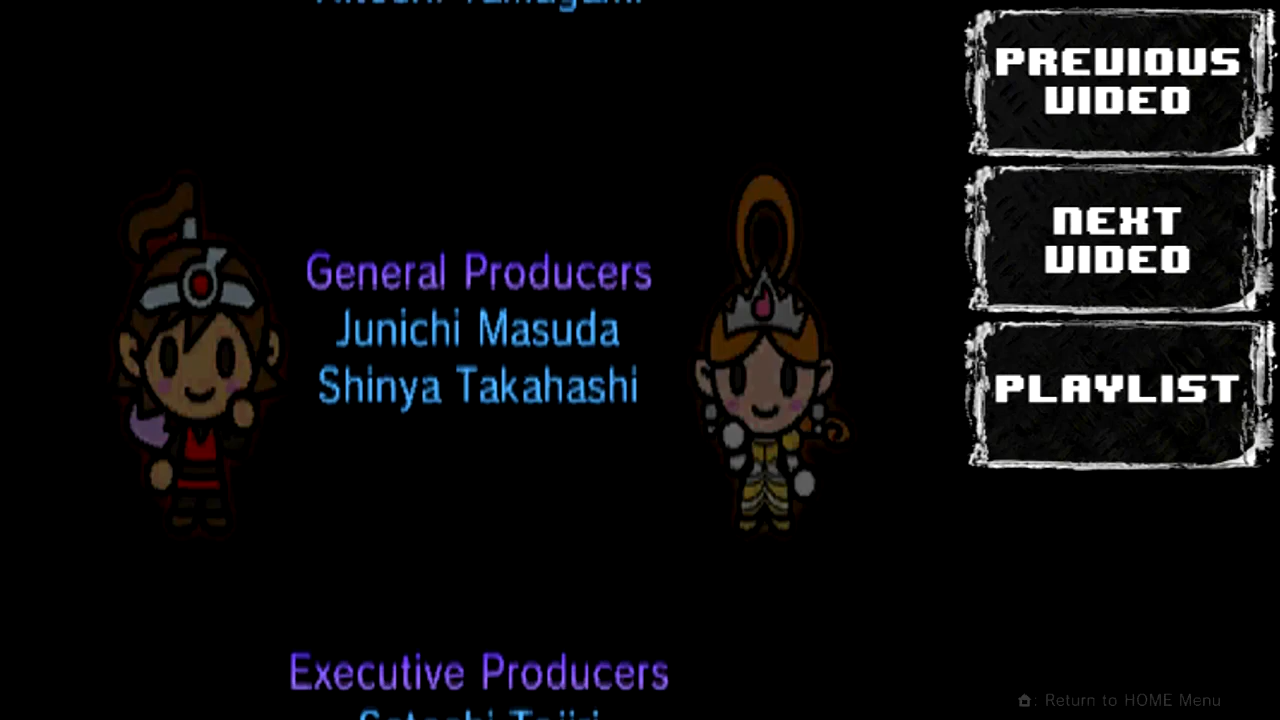 General Producers
Junichi Masuda
Shinya Takahashi
Executive Producers
PREVIOUS
VIDEO
NEXT
VIDEO
PLAYLIST
: Return to HOME Menu